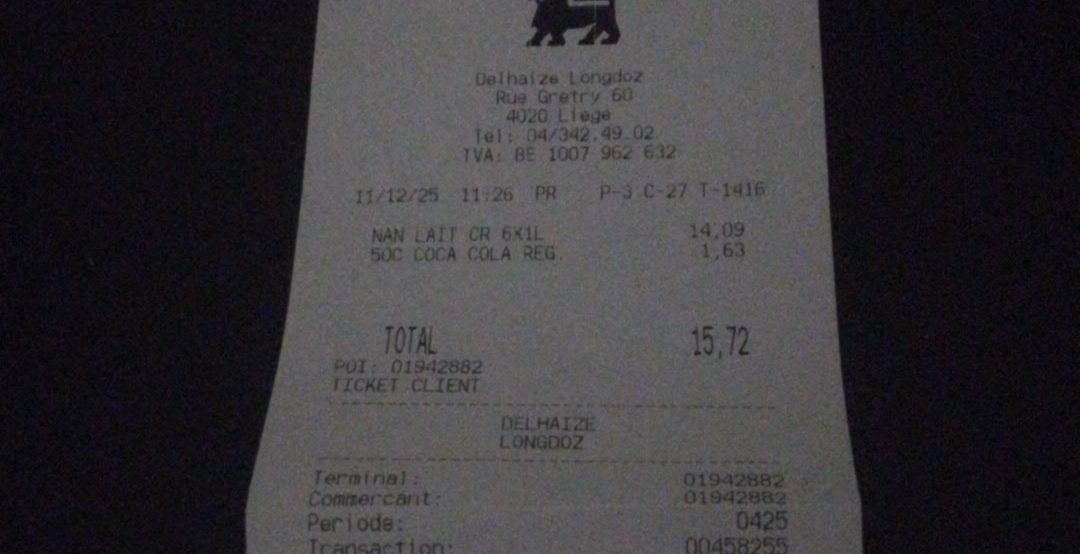 Delhaize Longdoz
Rue Gretry 60
4020 Liege
Tel: 04/342.49.02
TVA: BE 1007 962 632
11/12/25 11:26 PR P-3 C-27 T-1416
NAN LAIT CR 6X1L 14,09
50C COCA COLA REG. 1,63
TOTAL 15,72
POI: 01942882
TICKET CLIENT
DELHAIZE
LONGDOZ
Terminal: 01942882
Commercant: 01942882
Periode: 0425
Transaction: 00458255